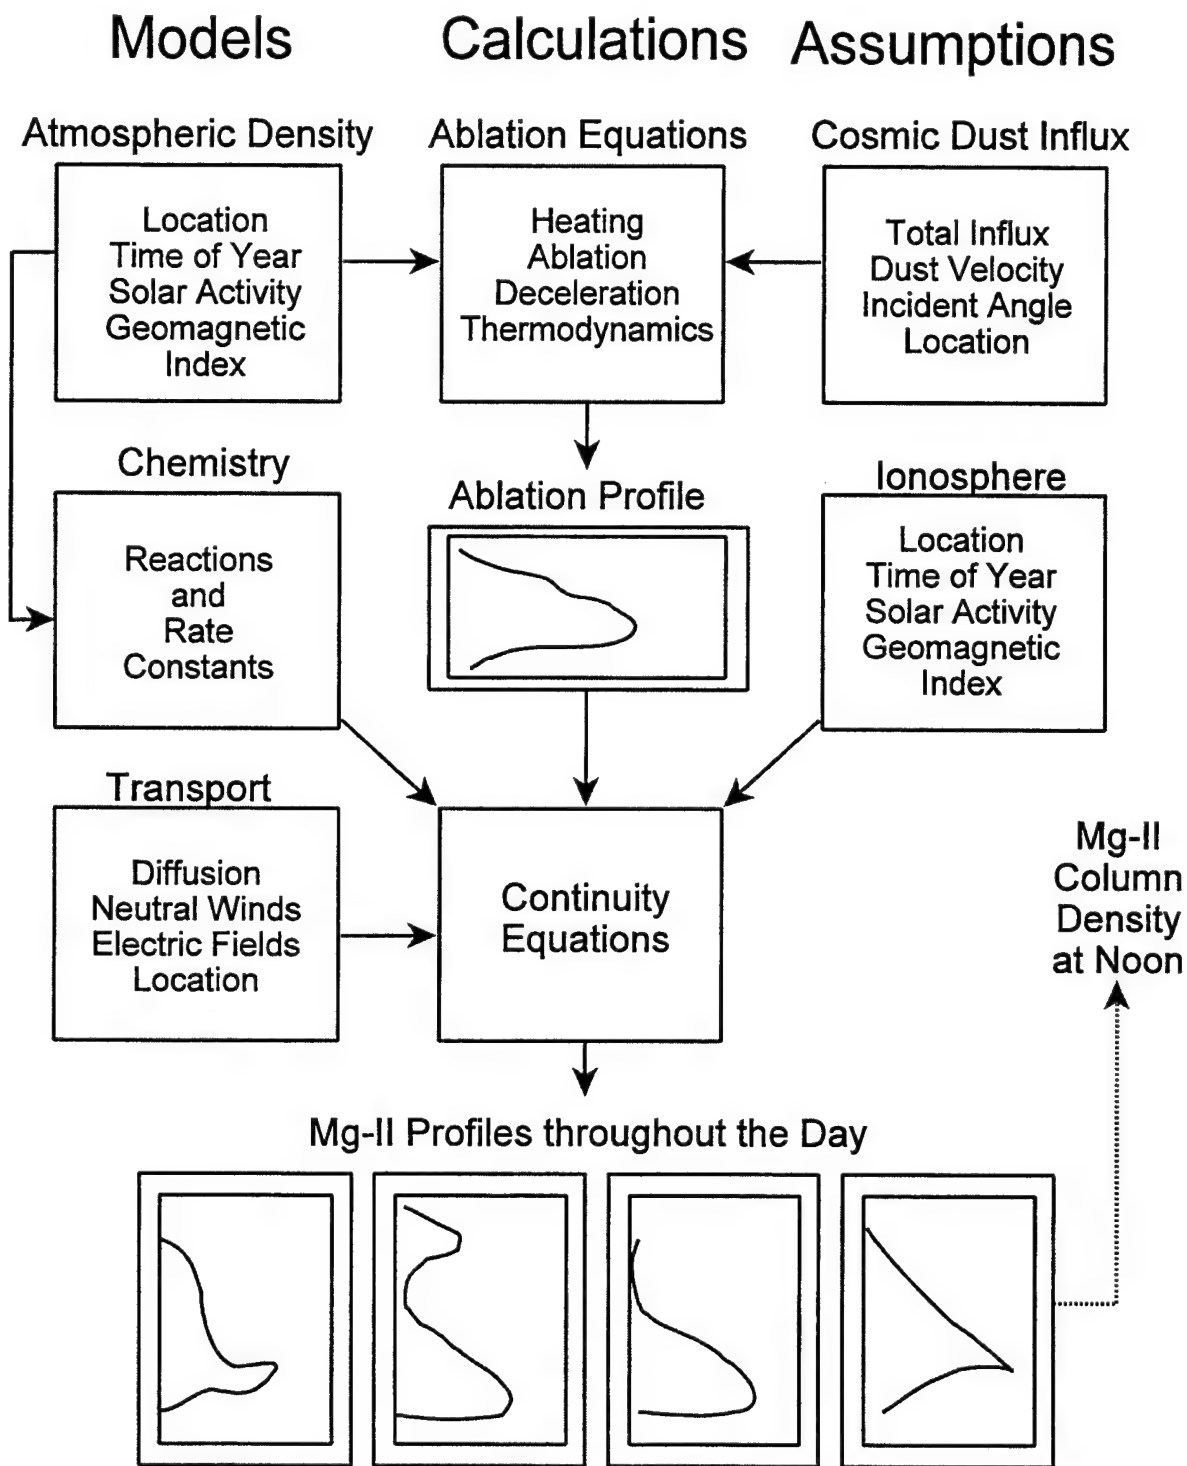 Models
Calculations
Assumptions
Atmospheric Density
Location
Time of Year
Solar Activity
Geomagnetic
Index
Ablation Equations
Heating
Ablation
Deceleration
Thermodynamics
Cosmic Dust Influx
Total Influx
Dust Velocity
Incident Angle
Location
Chemistry
Reactions
and
Rate
Constants
Ablation Profile
Ionosphere
Location
Time of Year
Solar Activity
Geomagnetic
Index
Transport
Diffusion
Neutral Winds
Electric Fields
Location
Continuity
Equations
Mg-II
Column
Density
at Noon
Mg-II Profiles throughout the Day